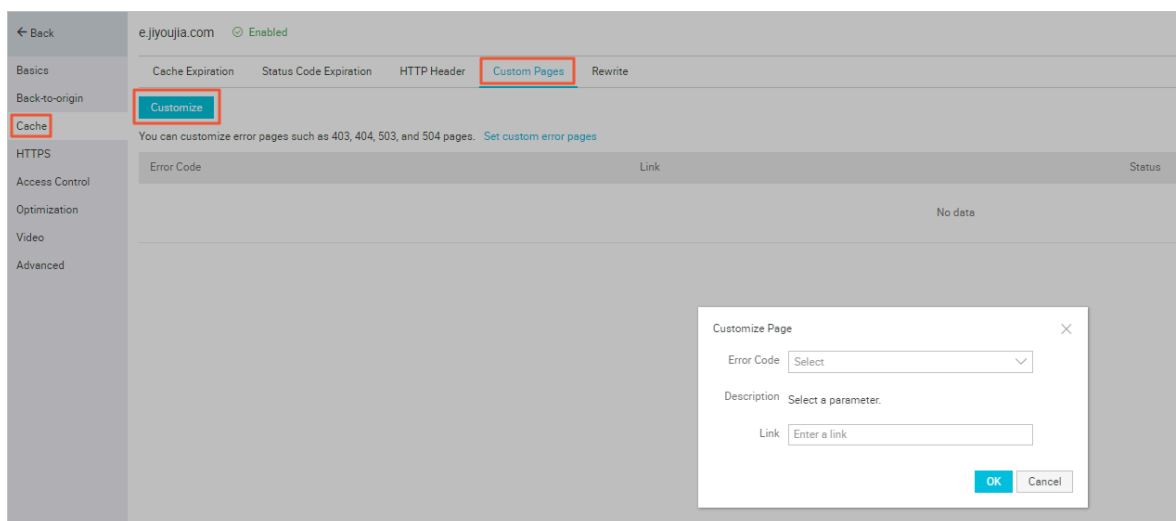 Back
e.jiyoujia.com Enabled
Basics
Back-to-origin
Cache
HTTPS
Access Control
Optimization
Video
Advanced
Cache Expiration Status Code Expiration HTTP Header Custom Pages Rewrite
Customize
You can customize error pages such as 403, 404, 503, and 504 pages. Set custom error pages
Error Code Link Status
No data
Customize Page
Error Code Select
Description Select a parameter.
Link Enter a link
OK Cancel